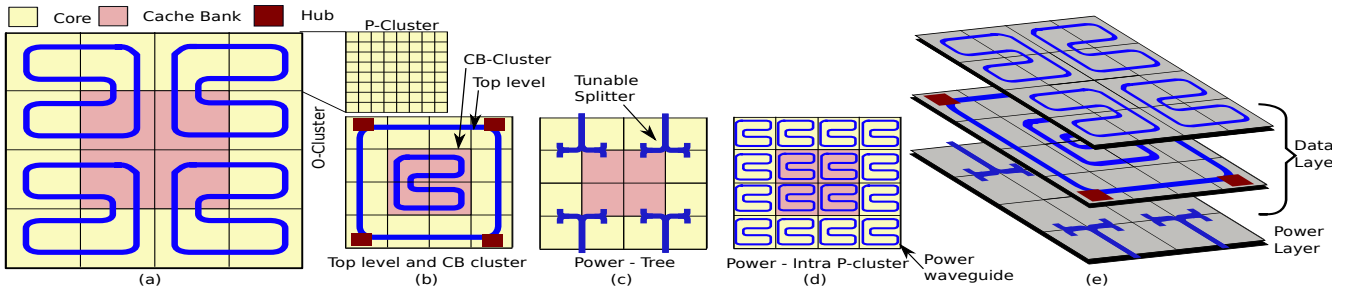 Core
Cache Bank
Hub
P-Cluster
O-Cluster
CB-Cluster
Top level
Tunable
Splitter
Data
Layer
Power
Layer
Power
waveguide
Top level and CB cluster
Power - Tree
Power - Intra P-cluster
(a)
(b)
(c)
(d)
(e)